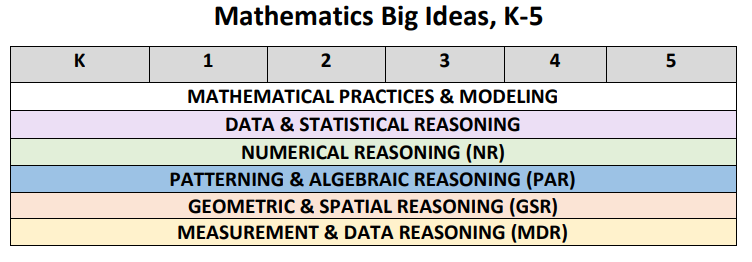 Mathematics Big Ideas, K-5
K 1 2 3 4 5
MATHEMATICAL PRACTICES & MODELING
DATA & STATISTICAL REASONING
NUMERICAL REASONING (NR)
PATTERNING & ALGEBRAIC REASONING (PAR)
GEOMETRIC & SPATIAL REASONING (GSR)
MEASUREMENT & DATA REASONING (MDR)